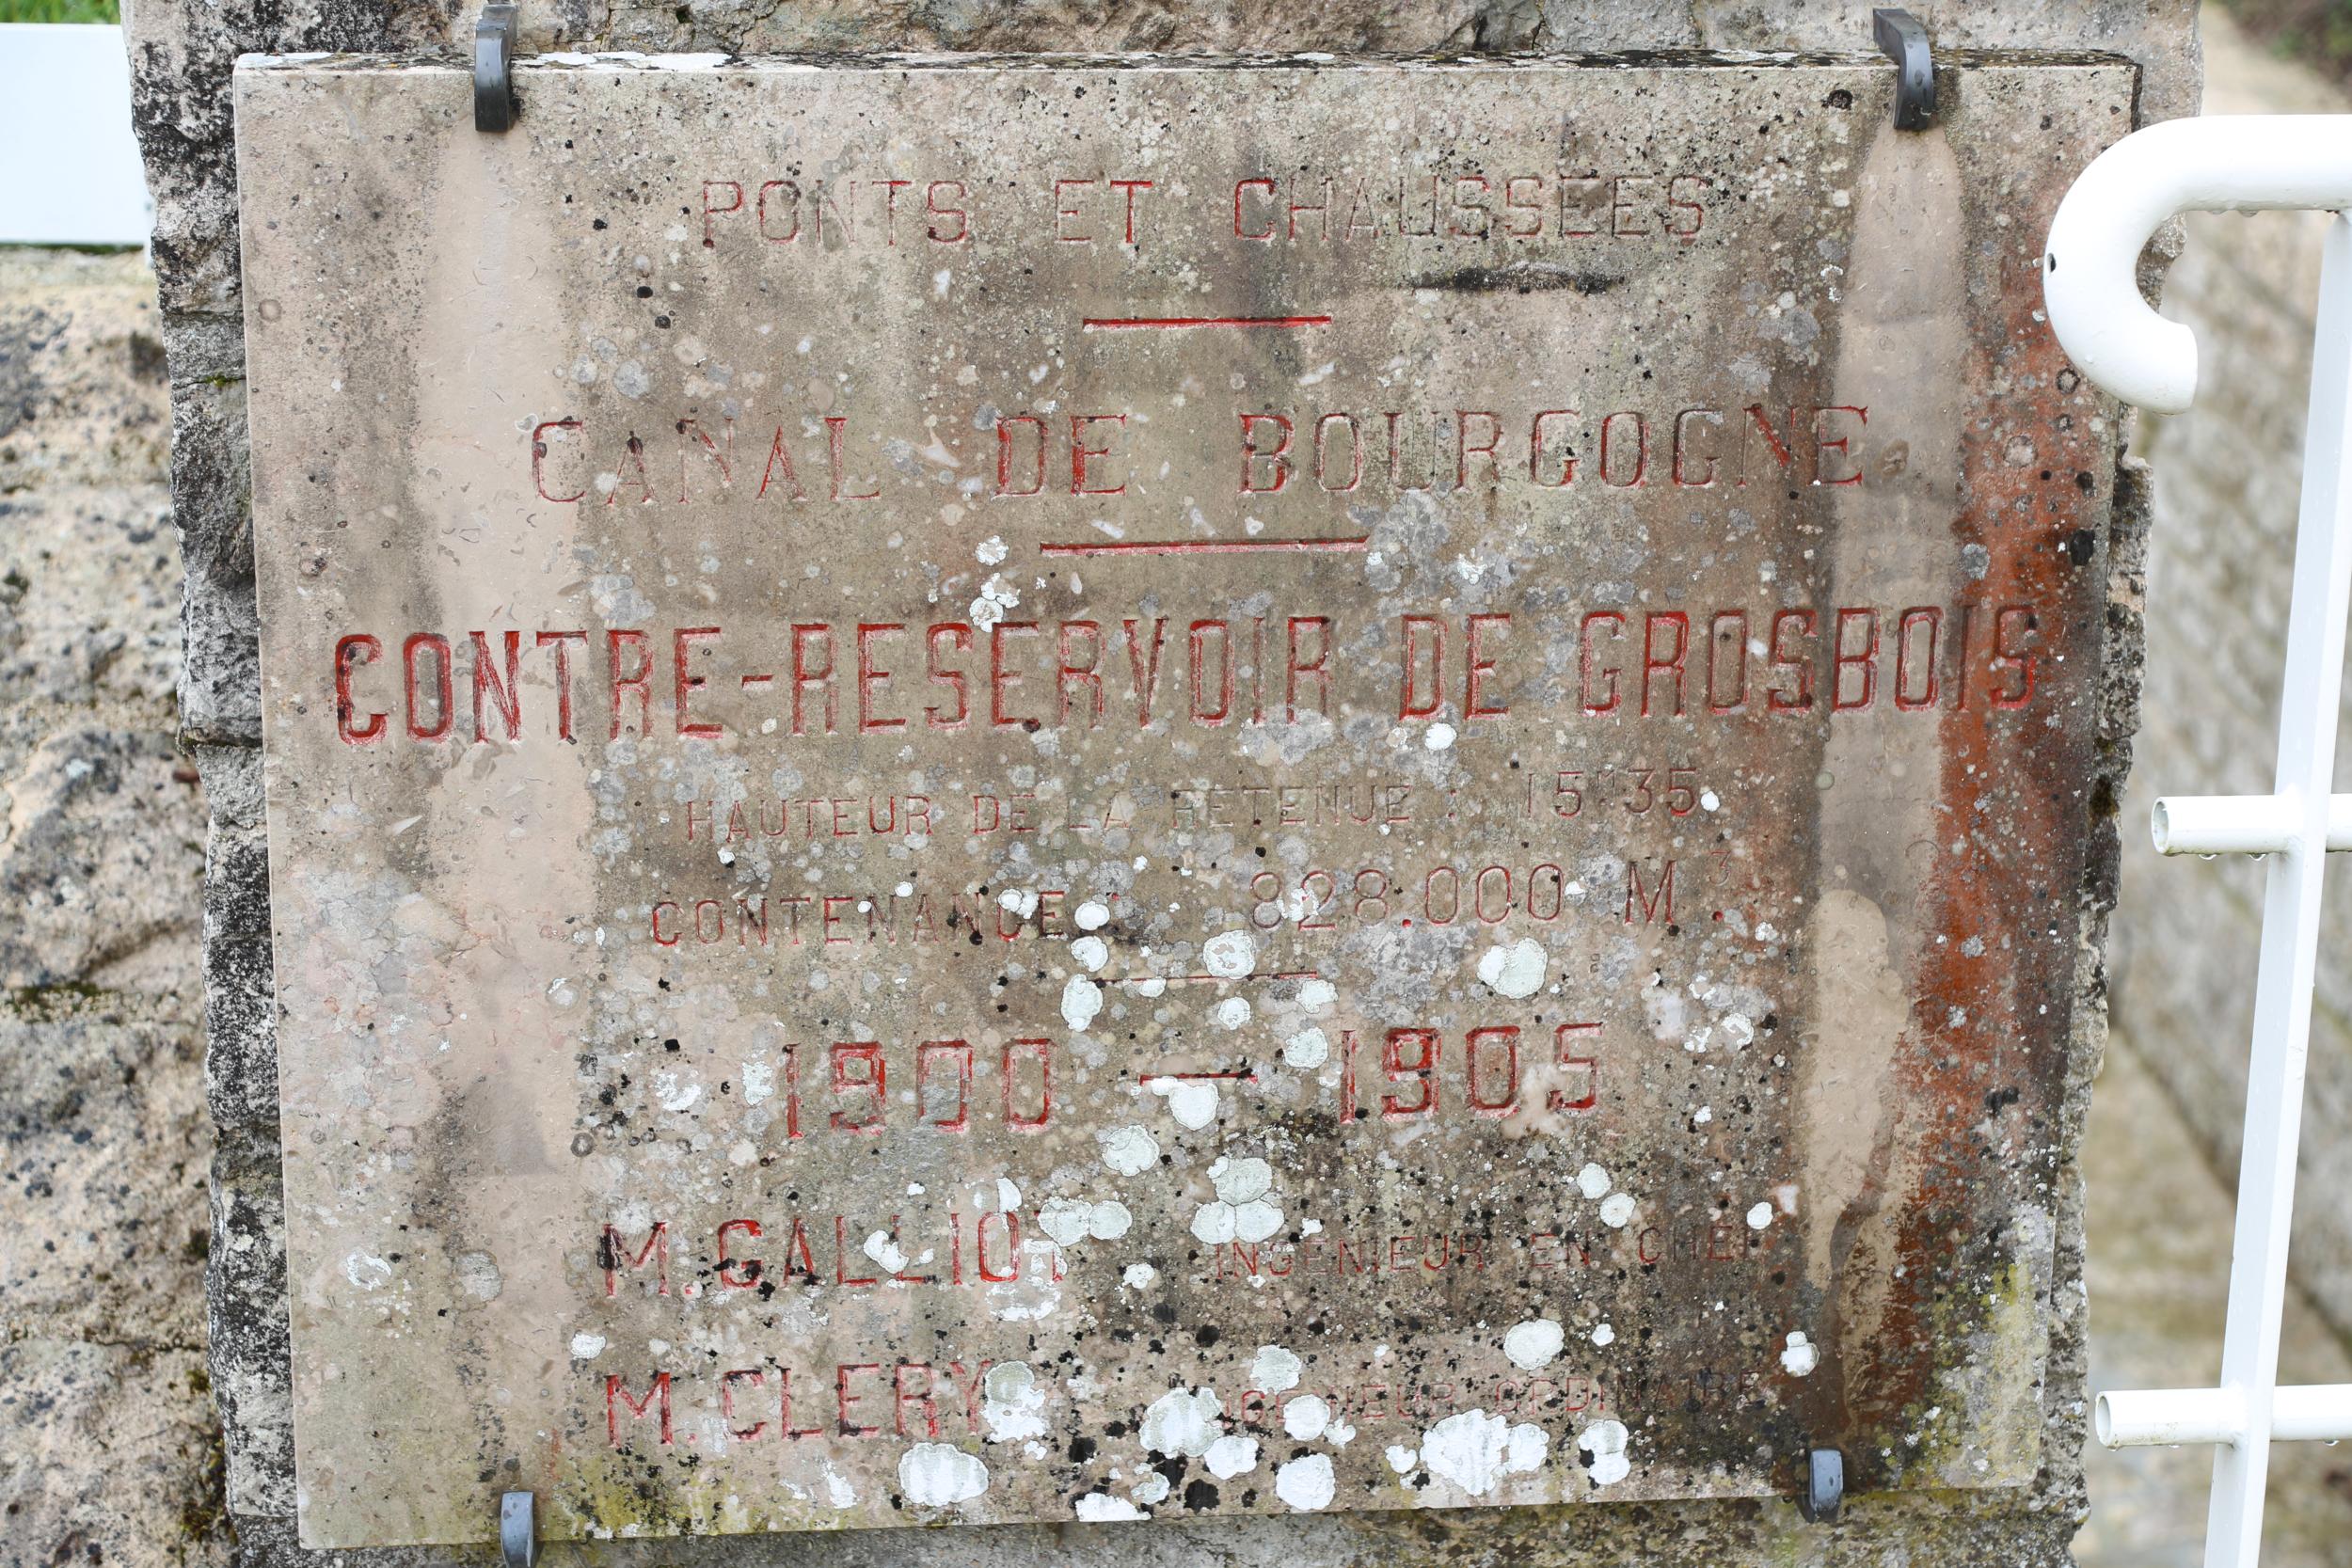 PONTS ET CHAUSSEES
CANAL DE BOURGOGNE
CONTRE-RESERVOIR DE GROSBOIS
HAUTEUR DE LA RETENUE : 15ᵐ35
CONTENANCE : 828.000 M³.
1900 — 1905
M. GALLIOT INGENIEUR EN CHEF
M. CLERY INGENIEUR ORDINAIRE